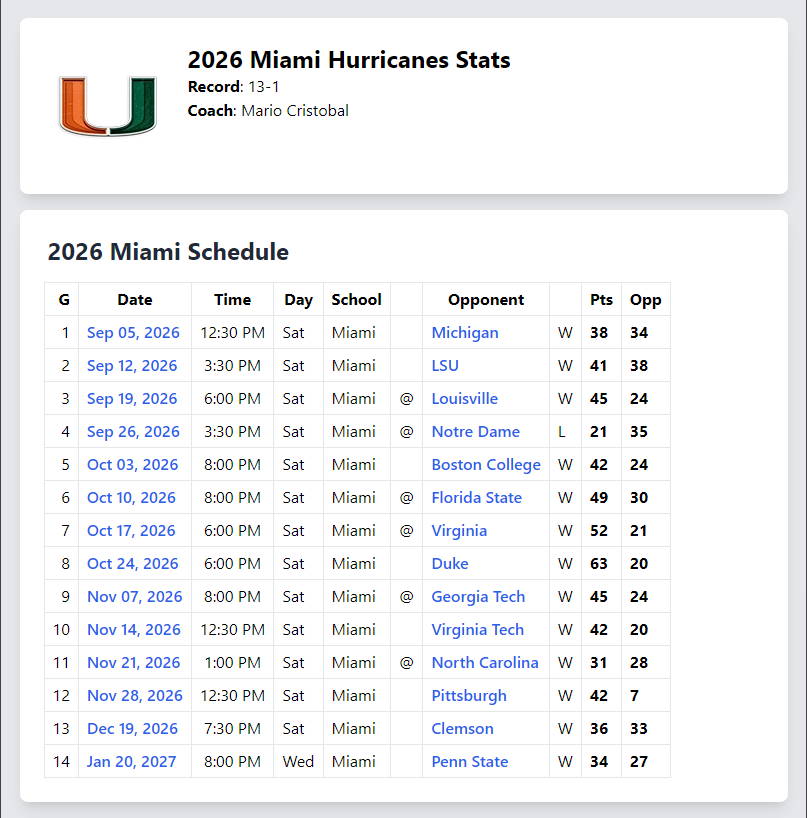 2026 Miami Hurricanes Stats
Record: 13-1
Coach: Mario Cristobal
2026 Miami Schedule
G Date Time Day School Opponent Pts Opp
1 Sep 05, 2026 12:30 PM Sat Miami Michigan W 38 34
2 Sep 12, 2026 3:30 PM Sat Miami LSU W 41 38
3 Sep 19, 2026 6:00 PM Sat Miami @ Louisville W 45 24
4 Sep 26, 2026 3:30 PM Sat Miami @ Notre Dame L 21 35
5 Oct 03, 2026 8:00 PM Sat Miami Boston College W 42 24
6 Oct 10, 2026 8:00 PM Sat Miami @ Florida State W 49 30
7 Oct 17, 2026 6:00 PM Sat Miami @ Virginia W 52 21
8 Oct 24, 2026 6:00 PM Sat Miami Duke W 63 20
9 Nov 07, 2026 8:00 PM Sat Miami @ Georgia Tech W 45 24
10 Nov 14, 2026 12:30 PM Sat Miami Virginia Tech W 42 20
11 Nov 21, 2026 1:00 PM Sat Miami @ North Carolina W 31 28
12 Nov 28, 2026 12:30 PM Sat Miami Pittsburgh W 42 7
13 Dec 19, 2026 7:30 PM Sat Miami Clemson W 36 33
14 Jan 20, 2027 8:00 PM Wed Miami Penn State W 34 27